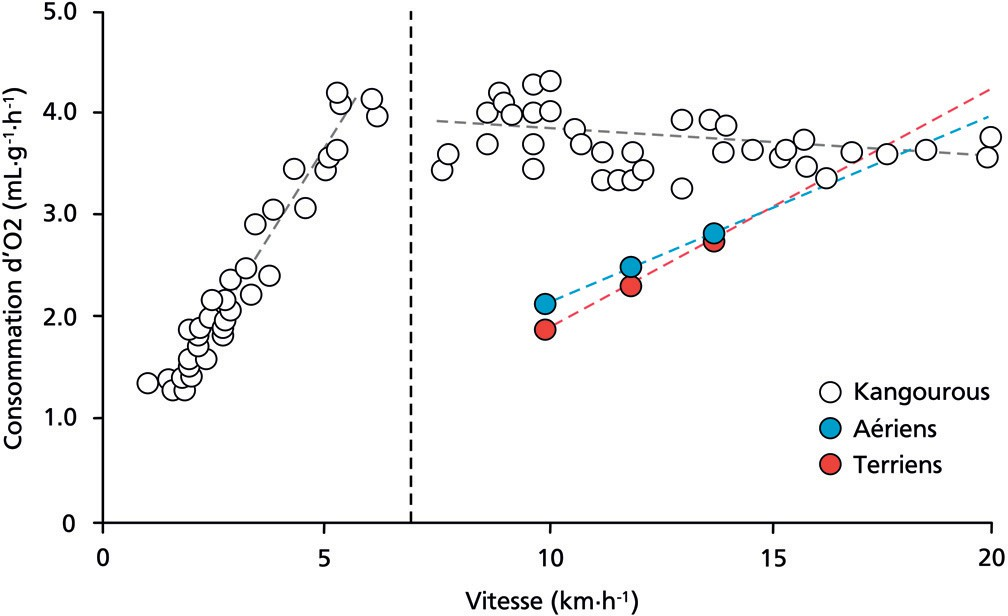 5.0
4.0
3.0
2.0
1.0
0
Consommation d'O2 (mL·g⁻¹·h⁻¹)
Kangourous
Aériens
Terriens
0 5 10 15 20
Vitesse (km·h⁻¹)